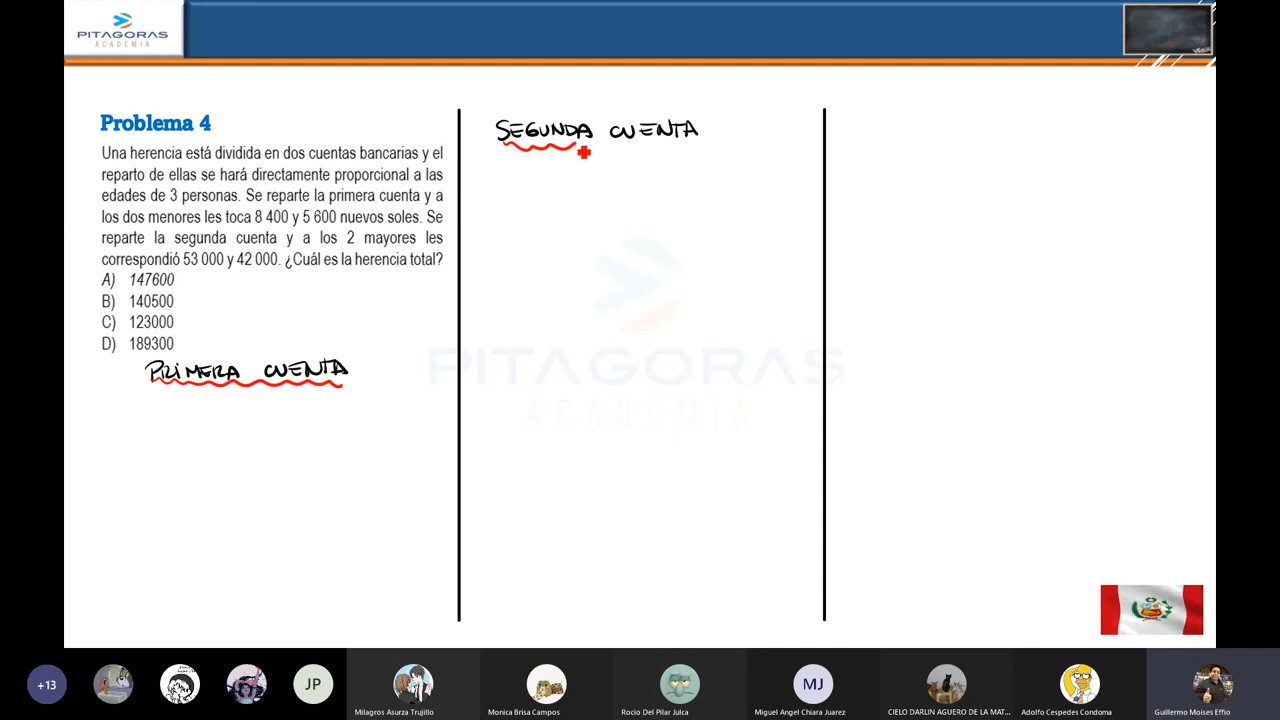 PITAGORAS
ACADEMIA
Problema 4
Una herencia está dividida en dos cuentas bancarias y el
reparto de ellas se hará directamente proporcional a las
edades de 3 personas. Se reparte la primera cuenta y a
los dos menores les toca 8 400 y 5 600 nuevos soles. Se
reparte la segunda cuenta y a los 2 mayores les
correspondió 53 000 y 42 000. ¿Cuál es la herencia total?
A) 147600
B) 140500
C) 123000
D) 189300
PRIMERA CUENTA
SEGUNDA CUENTA
PITAGORAS
ACADEMIA
+13
JP
Milagros Asurza Trujillo
Monica Brisa Campos
Rocio Del Pilar Julca
MJ
Miguel Angel Chiara Juarez
CIELO DARLIN AGUERO DE LA MAT...
Adolfo Cespedes Condoma
Guillermo Moises Effio